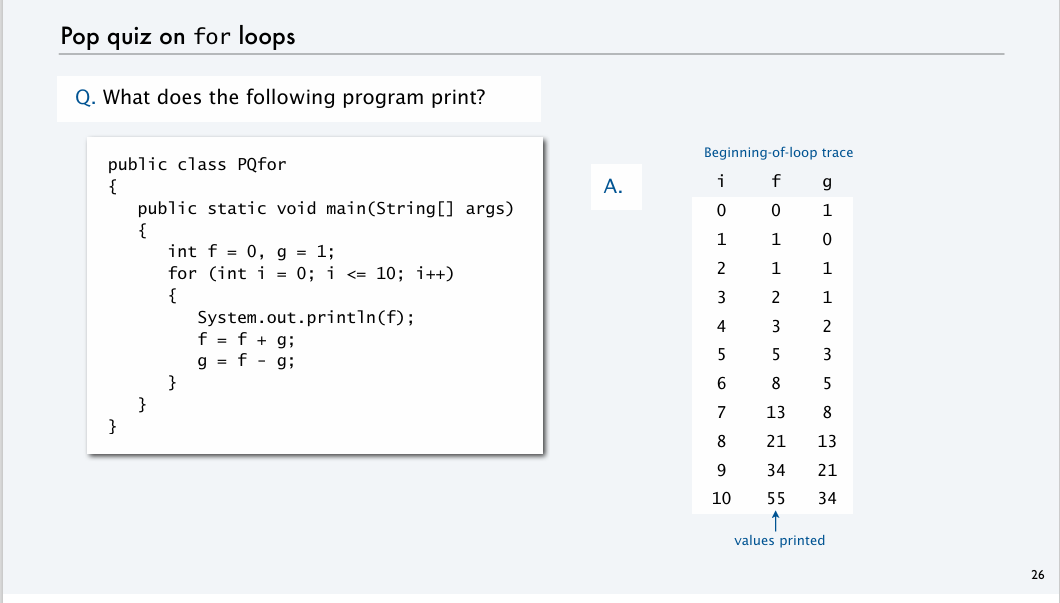 Pop quiz on for loops
Q. What does the following program print?
public class PQfor
{
   public static void main(String[] args)
   {
      int f = 0, g = 1;
      for (int i = 0; i <= 10; i++)
      {
         System.out.println(f);
         f = f + g;
         g = f - g;
      }
   }
}
A.
Beginning-of-loop trace
i f g
0 0 1
1 1 0
2 1 1
3 2 1
4 3 2
5 5 3
6 8 5
7 13 8
8 21 13
9 34 21
10 55 34
values printed
26